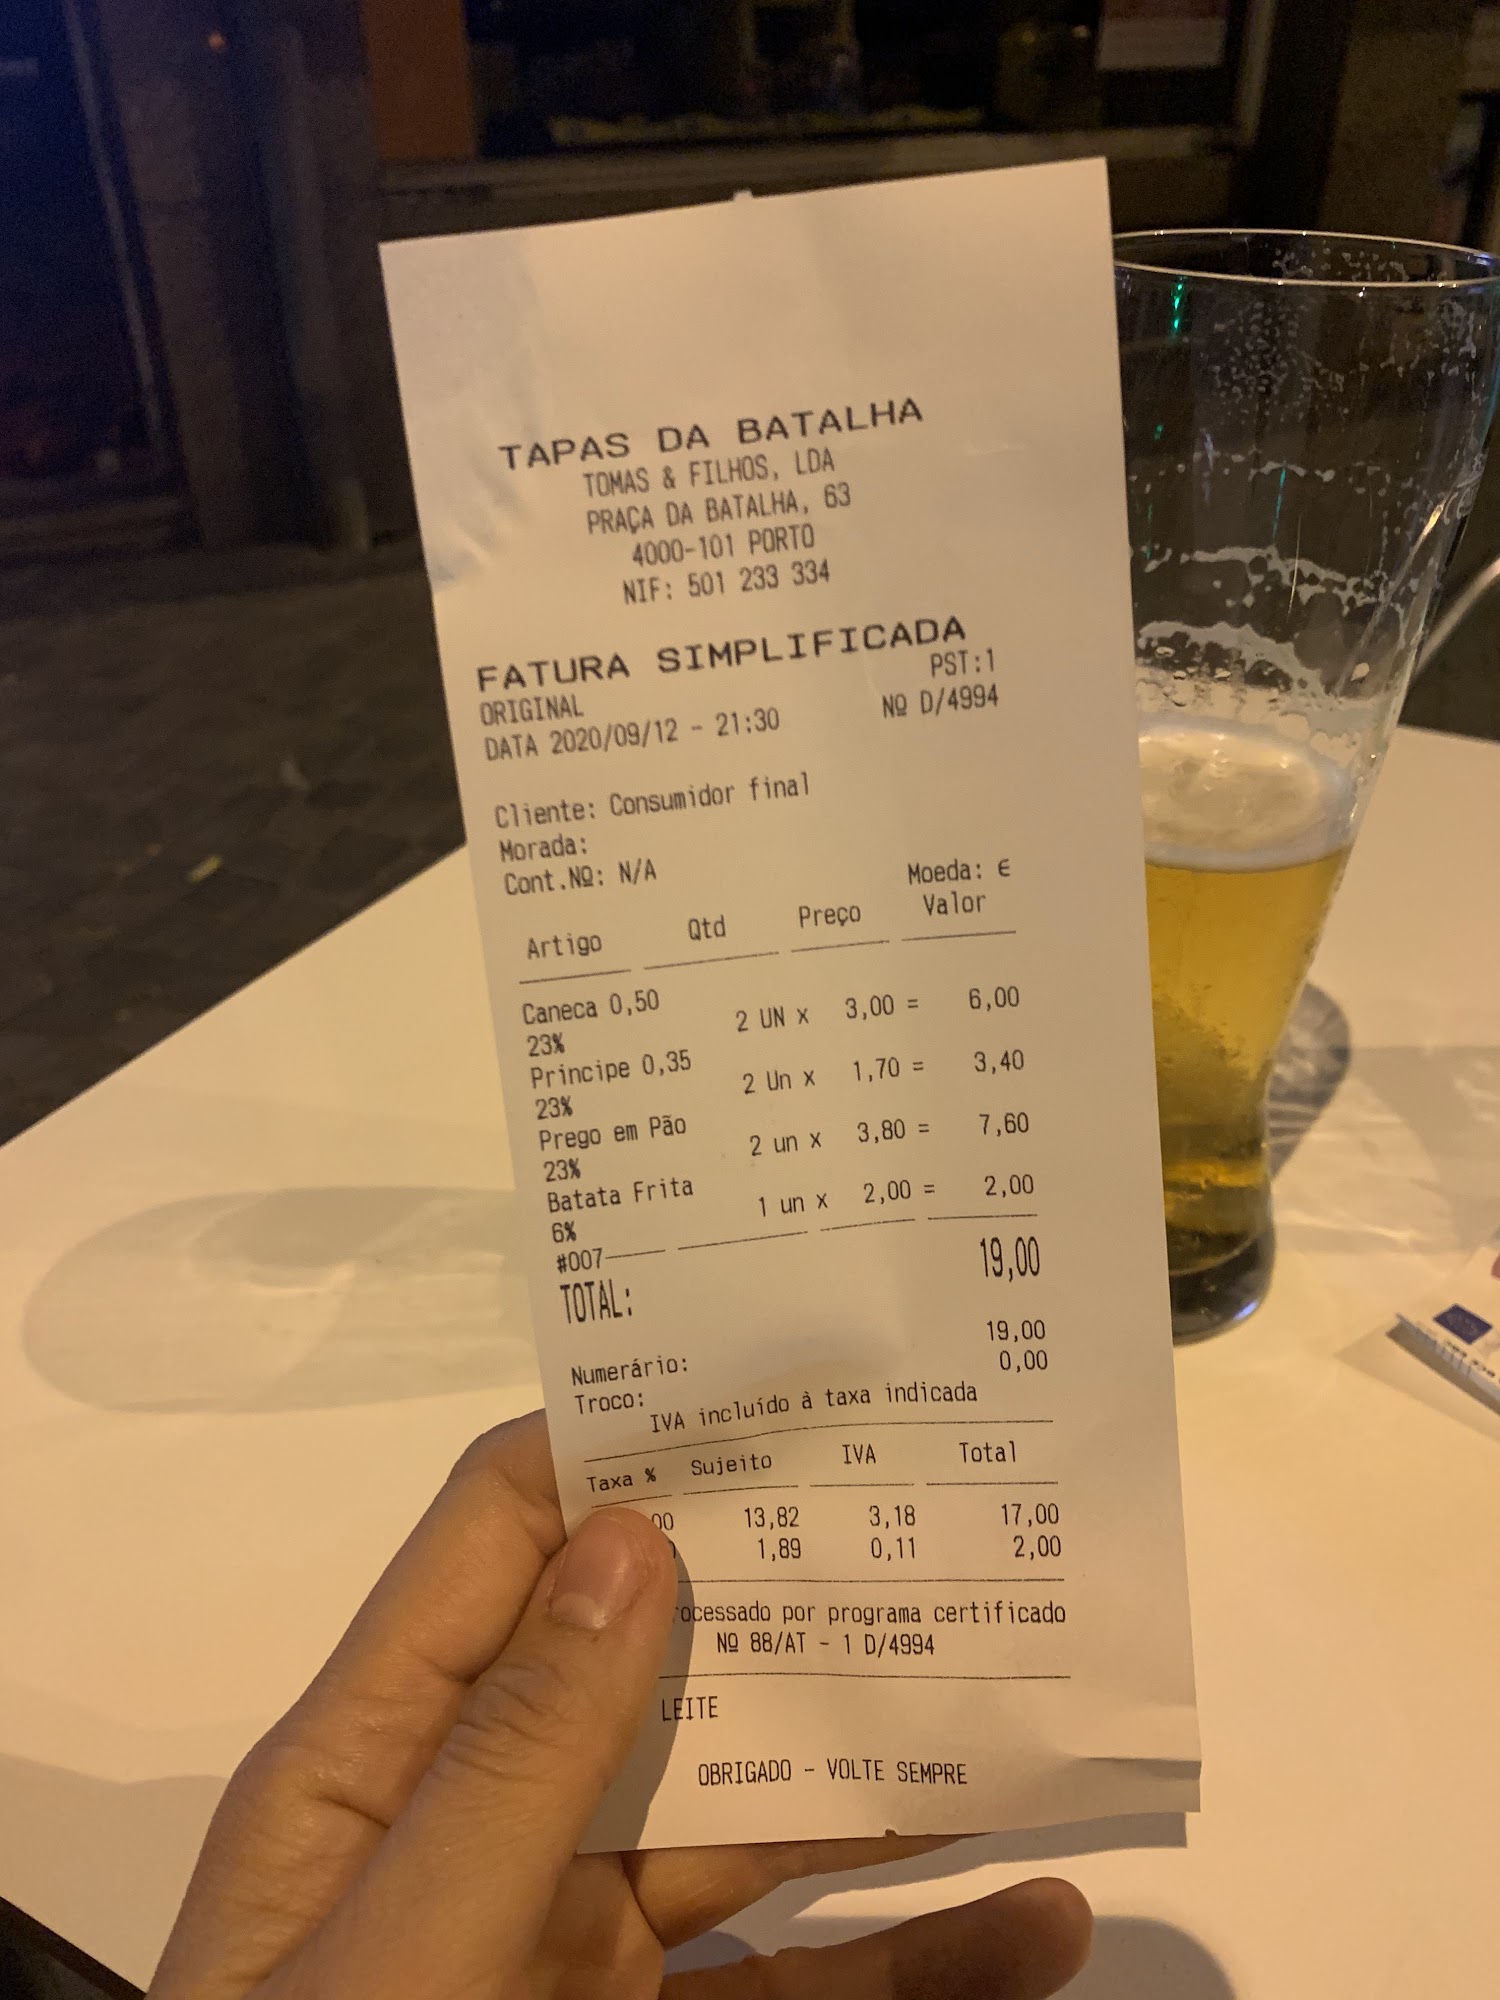 TAPAS DA BATALHA
TOMAS & FILHOS, LDA
PRAÇA DA BATALHA, 63
4000-101 PORTO
NIF: 501 233 334
FATURA SIMPLIFICADA
ORIGINAL PST:1
DATA 2020/09/12 - 21:30 Nº D/4994
Cliente: Consumidor final
Morada:
Cont.Nº: N/A Moeda: €
Artigo Qtd Preço Valor
Caneca 0,50 2 UN x 3,00 = 6,00
23%
Principe 0,35 2 Un x 1,70 = 3,40
23%
Prego em Pão 2 un x 3,80 = 7,60
23%
Batata Frita 1 un x 2,00 = 2,00
6%
#007
TOTAL: 19,00
Numerário: 19,00
Troco: 0,00
IVA incluído à taxa indicada
Taxa % Sujeito IVA Total
00 13,82 3,18 17,00
1,89 0,11 2,00
rocessado por programa certificado
Nº 88/AT - 1 D/4994
LEITE
OBRIGADO - VOLTE SEMPRE